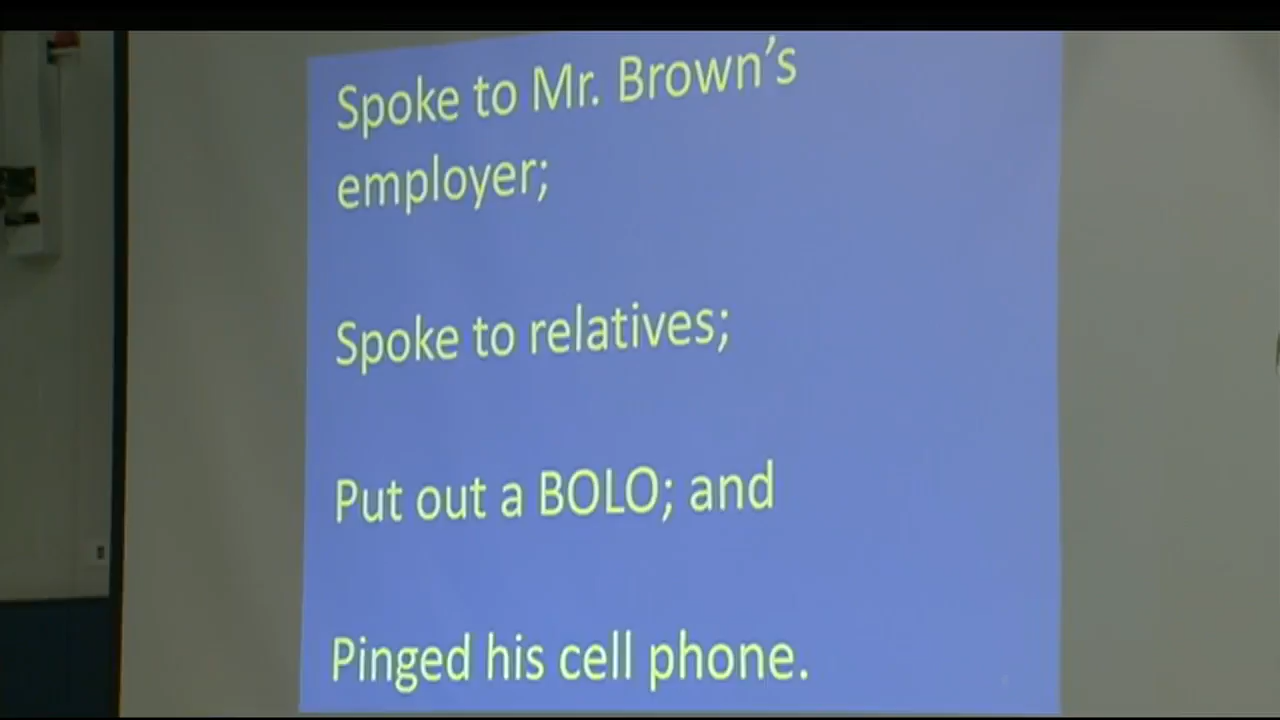 Spoke to Mr. Brown's
employer;
Spoke to relatives;
Put out a BOLO; and
Pinged his cell phone.